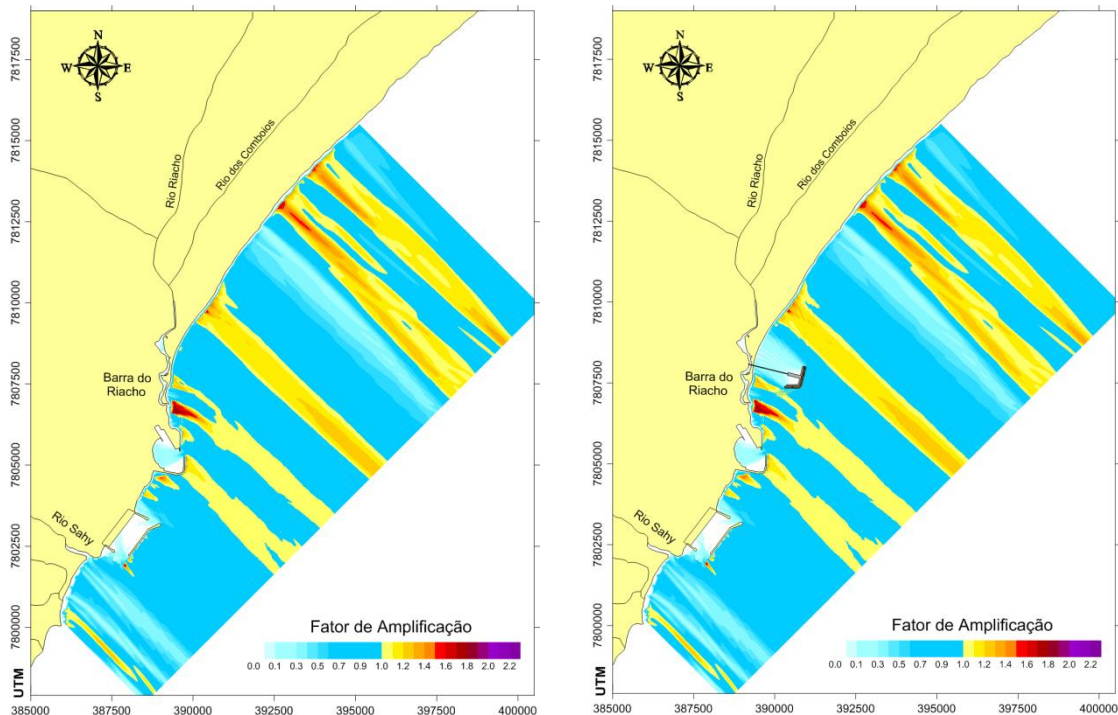 N
W E
S
7817500
7815000
7812500
7810000
7807500
7805000
7802500
7800000
UTM
Rio Riacho
Rio dos Comboios
Barra do
Riacho
Rio Sahy
Fator de Amplificação
0.0 0.1 0.3 0.5 0.7 0.9 1.0 1.2 1.4 1.5 1.8 2.0 2.2
385000 387500 390000 392500 395000 397500 400000
N
W E
S
7817500
7815000
7812500
7810000
7807500
7805000
7802500
7800000
UTM
Rio Riacho
Rio dos Comboios
Barra do
Riacho
Rio Sahy
Fator de Amplificação
0.0 0.1 0.3 0.5 0.7 0.9 1.0 1.2 1.4 1.5 1.8 2.0 2.2
385000 387500 390000 392500 395000 397500 400000